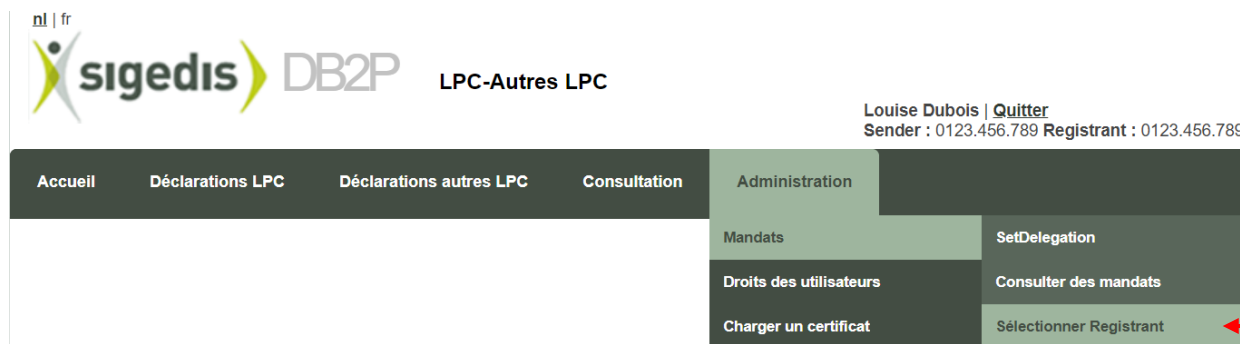 nl | fr
sigedis DB2P LPC-Autres LPC
Louise Dubois | Quitter
Sender : 0123.456.789 Registrant : 0123.456.789
Accueil Déclarations LPC Déclarations autres LPC Consultation Administration
Mandats SetDelegation
Droits des utilisateurs Consulter des mandats
Charger un certificat Sélectionner Registrant